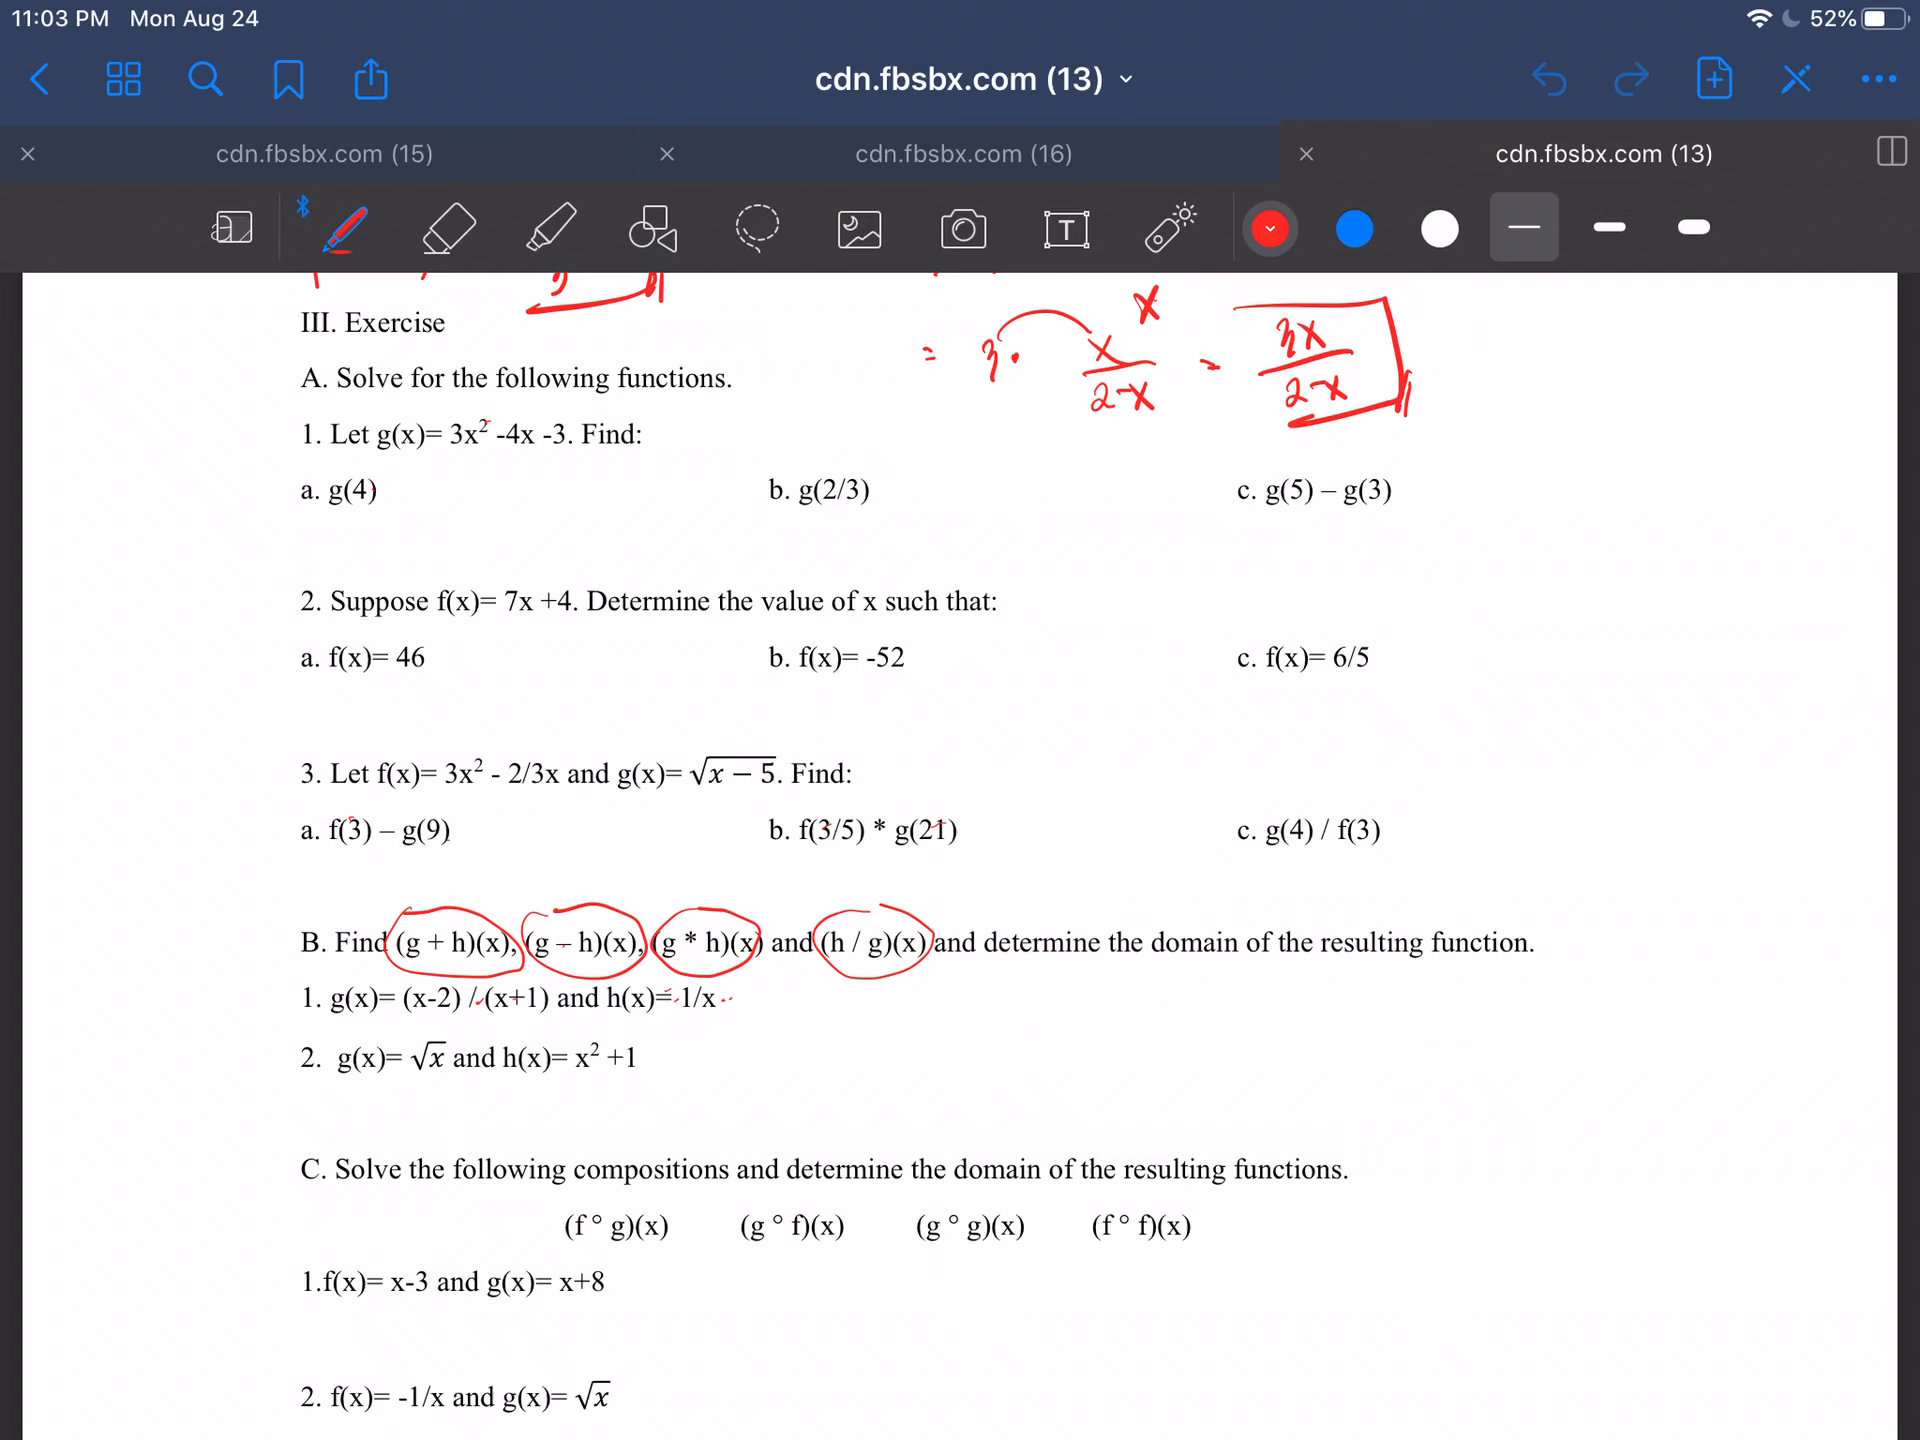 11:03 PM Mon Aug 24 52%
cdn.fbsbx.com (13)
cdn.fbsbx.com (15) cdn.fbsbx.com (16) cdn.fbsbx.com (13)
T
x
= 3 · x/2-x = 3x/2-x
III. Exercise
A. Solve for the following functions.
1. Let g(x)= 3x² -4x -3. Find:
a. g(4) b. g(2/3) c. g(5) – g(3)
2. Suppose f(x)= 7x +4. Determine the value of x such that:
a. f(x)= 46 b. f(x)= -52 c. f(x)= 6/5
3. Let f(x)= 3x² - 2/3x and g(x)= √(x − 5). Find:
a. f(3) – g(9) b. f(3/5) * g(21) c. g(4) / f(3)
B. Find (g + h)(x), (g – h)(x), (g * h)(x) and (h / g)(x) and determine the domain of the resulting function.
1. g(x)= (x-2) / (x+1) and h(x)= 1/x
2. g(x)= √x and h(x)= x² +1
C. Solve the following compositions and determine the domain of the resulting functions.
(f ° g)(x) (g ° f)(x) (g ° g)(x) (f ° f)(x)
1.f(x)= x-3 and g(x)= x+8
2. f(x)= -1/x and g(x)= √x